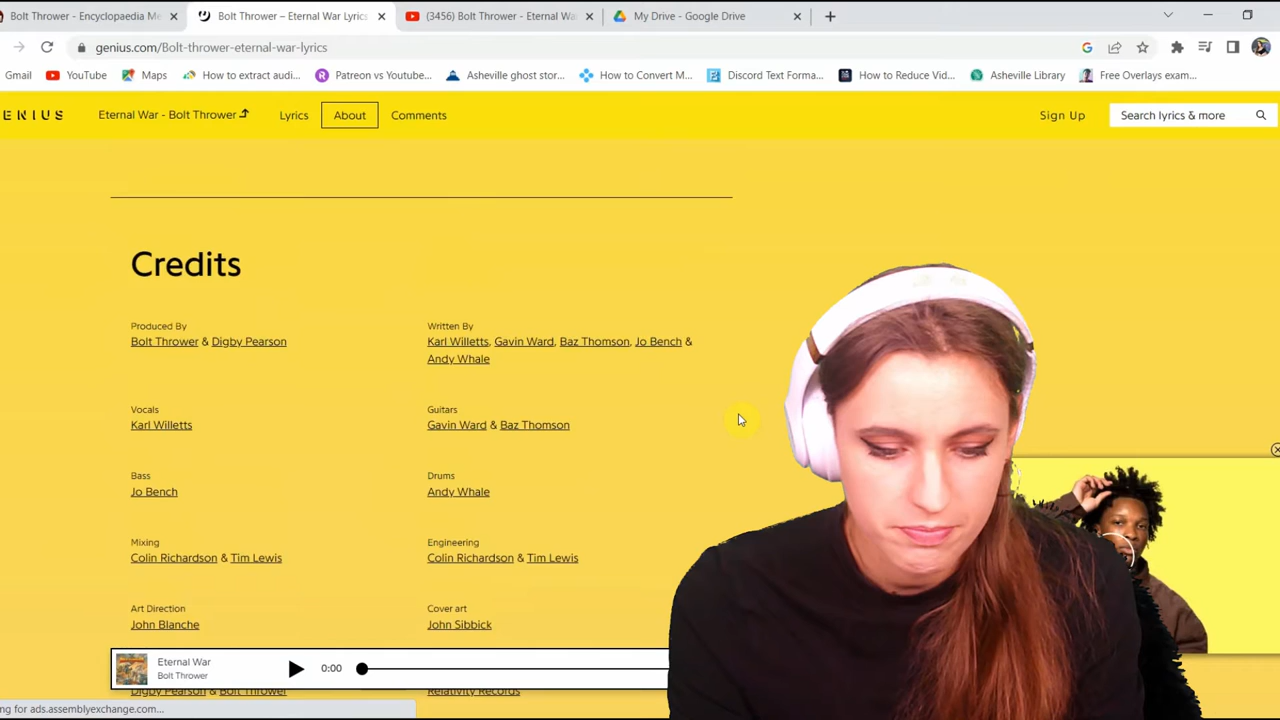 Bolt Thrower - Encyclopaedia Me
Bolt Thrower – Eternal War Lyrics
(3456) Bolt Thrower - Eternal Wa
My Drive - Google Drive
genius.com/Bolt-thrower-eternal-war-lyrics
Gmail
YouTube
Maps
How to extract audi...
Patreon vs Youtube...
Asheville ghost stor...
How to Convert M...
Discord Text Forma...
How to Reduce Vid...
Asheville Library
Free Overlays exam...
ENIUS
Eternal War - Bolt Thrower
Lyrics
About
Comments
Sign Up
Search lyrics & more
Credits
Produced By
Bolt Thrower & Digby Pearson
Written By
Karl Willetts, Gavin Ward, Baz Thomson, Jo Bench &
Andy Whale
Vocals
Karl Willetts
Guitars
Gavin Ward & Baz Thomson
Bass
Jo Bench
Drums
Andy Whale
Mixing
Colin Richardson & Tim Lewis
Engineering
Colin Richardson & Tim Lewis
Art Direction
John Blanche
Cover art
John Sibbick
Eternal War
Bolt Thrower
0:00
Digby Pearson & Bolt Thrower
Relativity Records
ng for ads.assemblyexchange.com...